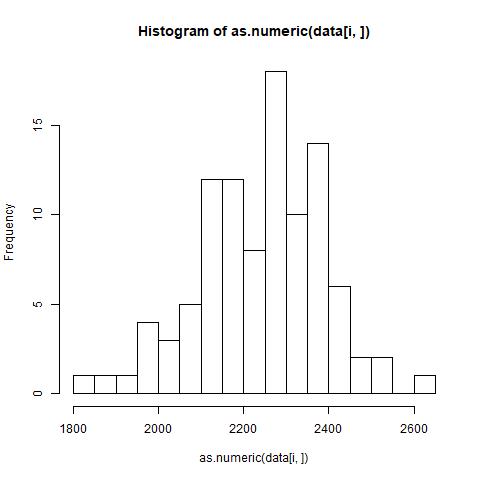 Histogram of as.numeric(data[i, ])
Frequency
15
10
5
0
1800 2000 2200 2400 2600
as.numeric(data[i, ])